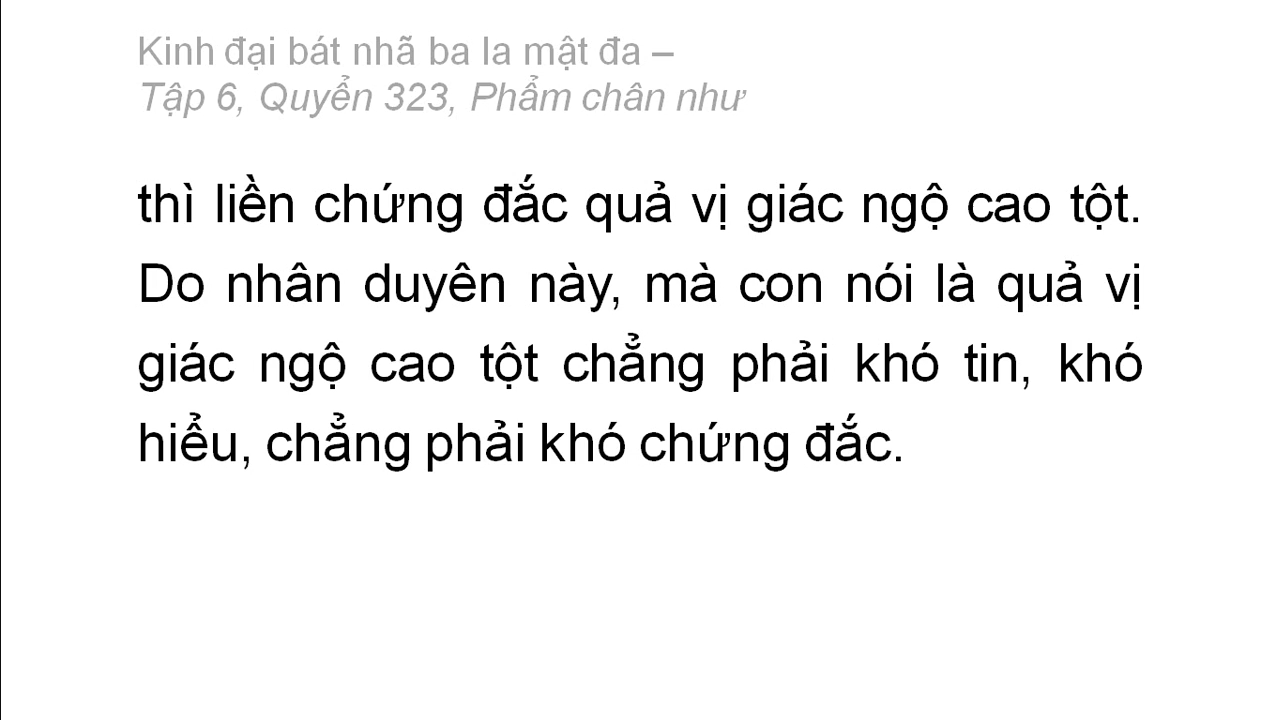 Kinh đại bát nhã ba la mật đa –
Tập 6, Quyển 323, Phẩm chân như
thì liền chứng đắc quả vị giác ngộ cao tột.
Do nhân duyên này, mà con nói là quả vị
giác ngộ cao tột chẳng phải khó tin, khó
hiểu, chẳng phải khó chứng đắc.